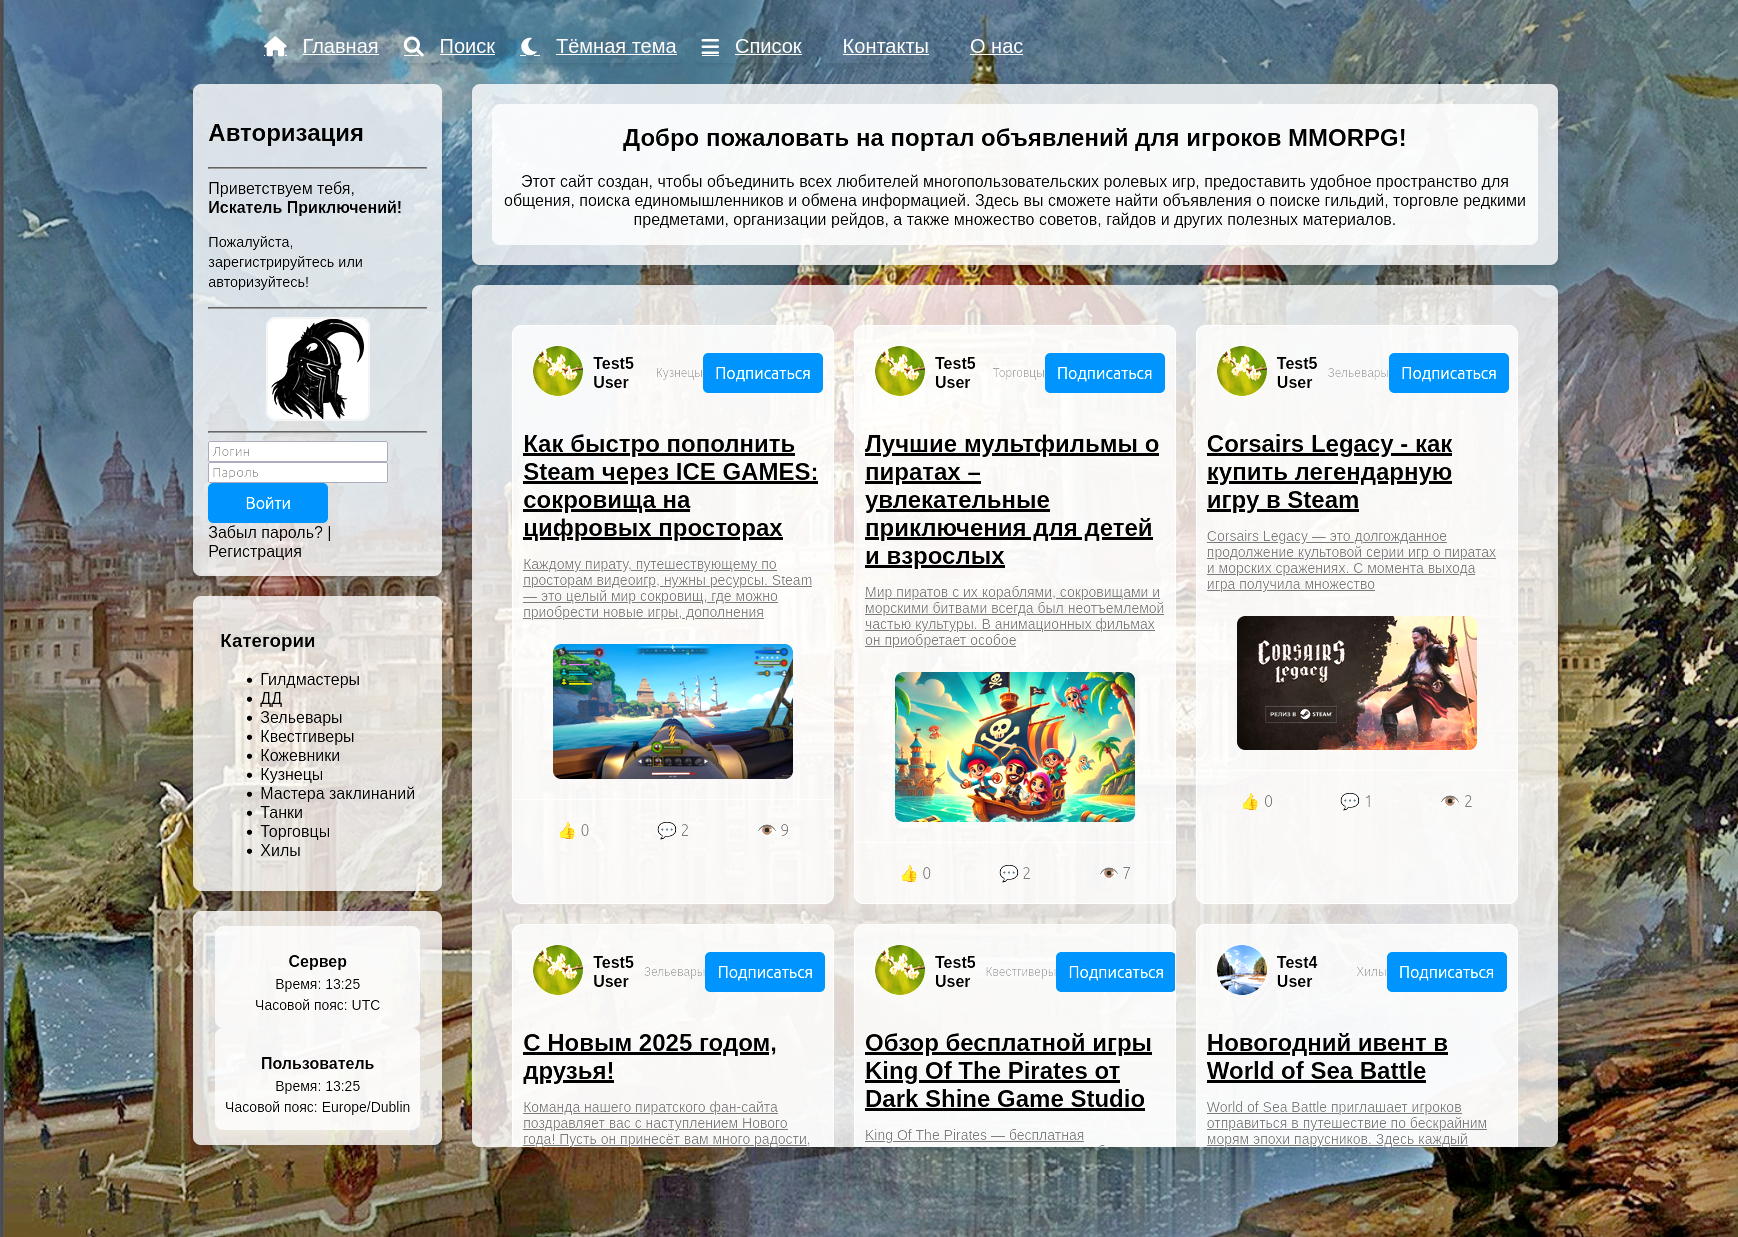 Главная
Поиск
Тёмная тема
Список
Контакты
О нас
Авторизация
Приветствуем тебя,
Искатель Приключений!
Пожалуйста,
зарегистрируйтесь или
авторизуйтесь!
Логин
Пароль
Войти
Забыл пароль? |
Регистрация
Категории
Гилдмастеры
ДД
Зельевары
Квестгиверы
Кожевники
Кузнецы
Мастера заклинаний
Танки
Торговцы
Хилы
Сервер
Время: 13:25
Часовой пояс: UTC
Пользователь
Время: 13:25
Часовой пояс: Europe/Dublin
Добро пожаловать на портал объявлений для игроков MMORPG!
Этот сайт создан, чтобы объединить всех любителей многопользовательских ролевых игр, предоставить удобное пространство для
общения, поиска единомышленников и обмена информацией. Здесь вы сможете найти объявления о поиске гильдий, торговле редкими
предметами, организации рейдов, а также множество советов, гайдов и других полезных материалов.
Test5
User
Кузнецы
Подписаться
Как быстро пополнить
Steam через ICE GAMES:
сокровища на
цифровых просторах
Каждому пирату, путешествующему по
просторам видеоигр, нужны ресурсы. Steam
— это целый мир сокровищ, где можно
приобрести новые игры, дополнения
👍 0
💬 2
👁️ 9
Test5
User
Торговцы
Подписаться
Лучшие мультфильмы о
пиратах –
увлекательные
приключения для детей
и взрослых
Мир пиратов с их кораблями, сокровищами и
морскими битвами всегда был неотъемлемой
частью культуры. В анимационных фильмах
он приобретает особое
👍 0
💬 2
👁️ 7
Test5
User
Зельевары
Подписаться
Corsairs Legacy - как
купить легендарную
игру в Steam
Corsairs Legacy — это долгожданное
продолжение культовой серии игр о пиратах
и морских сражениях. С момента выхода
игра получила множество
CORSAIRS
Legacy
РЕЛИЗ В STEAM
👍 0
💬 1
👁️ 2
Test5
User
Зельевары
Подписаться
С Новым 2025 годом,
друзья!
Команда нашего пиратского фан-сайта
поздравляет вас с наступлением Нового
года! Пусть он принесёт вам много радости,
Test5
User
Квестгиверы
Подписаться
Обзор бесплатной игры
King Of The Pirates от
Dark Shine Game Studio
King Of The Pirates — бесплатная
Test4
User
Хилы
Подписаться
Новогодний ивент в
World of Sea Battle
World of Sea Battle приглашает игроков
отправиться в путешествие по бескрайним
морям эпохи парусников. Здесь каждый